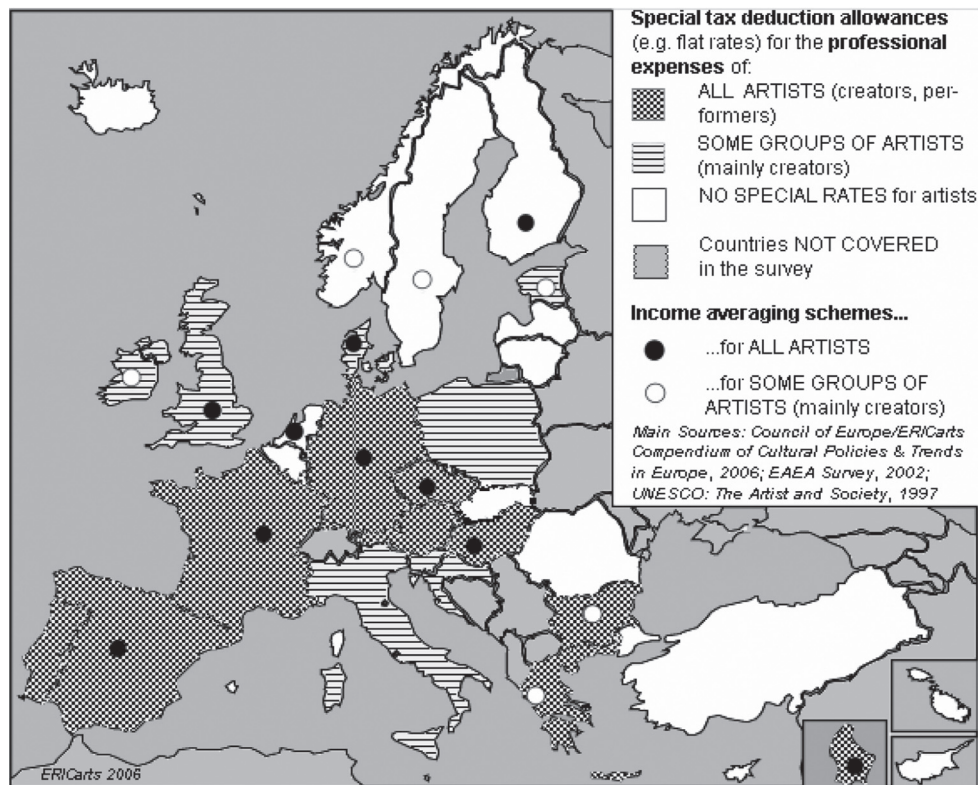 Special tax deduction allowances
(e.g. flat rates) for the professional
expenses of:
ALL ARTISTS (creators, per-
formers)
SOME GROUPS OF ARTISTS
(mainly creators)
NO SPECIAL RATES for artists
Countries NOT COVERED
in the survey
Income averaging schemes...
...for ALL ARTISTS
...for SOME GROUPS OF
ARTISTS (mainly creators)
Main Sources: Council of Europe/ERICarts
Compendium of Cultural Policies & Trends
in Europe, 2006; EAEA Survey, 2002;
UNESCO: The Artist and Society, 1997
ERICarts 2006